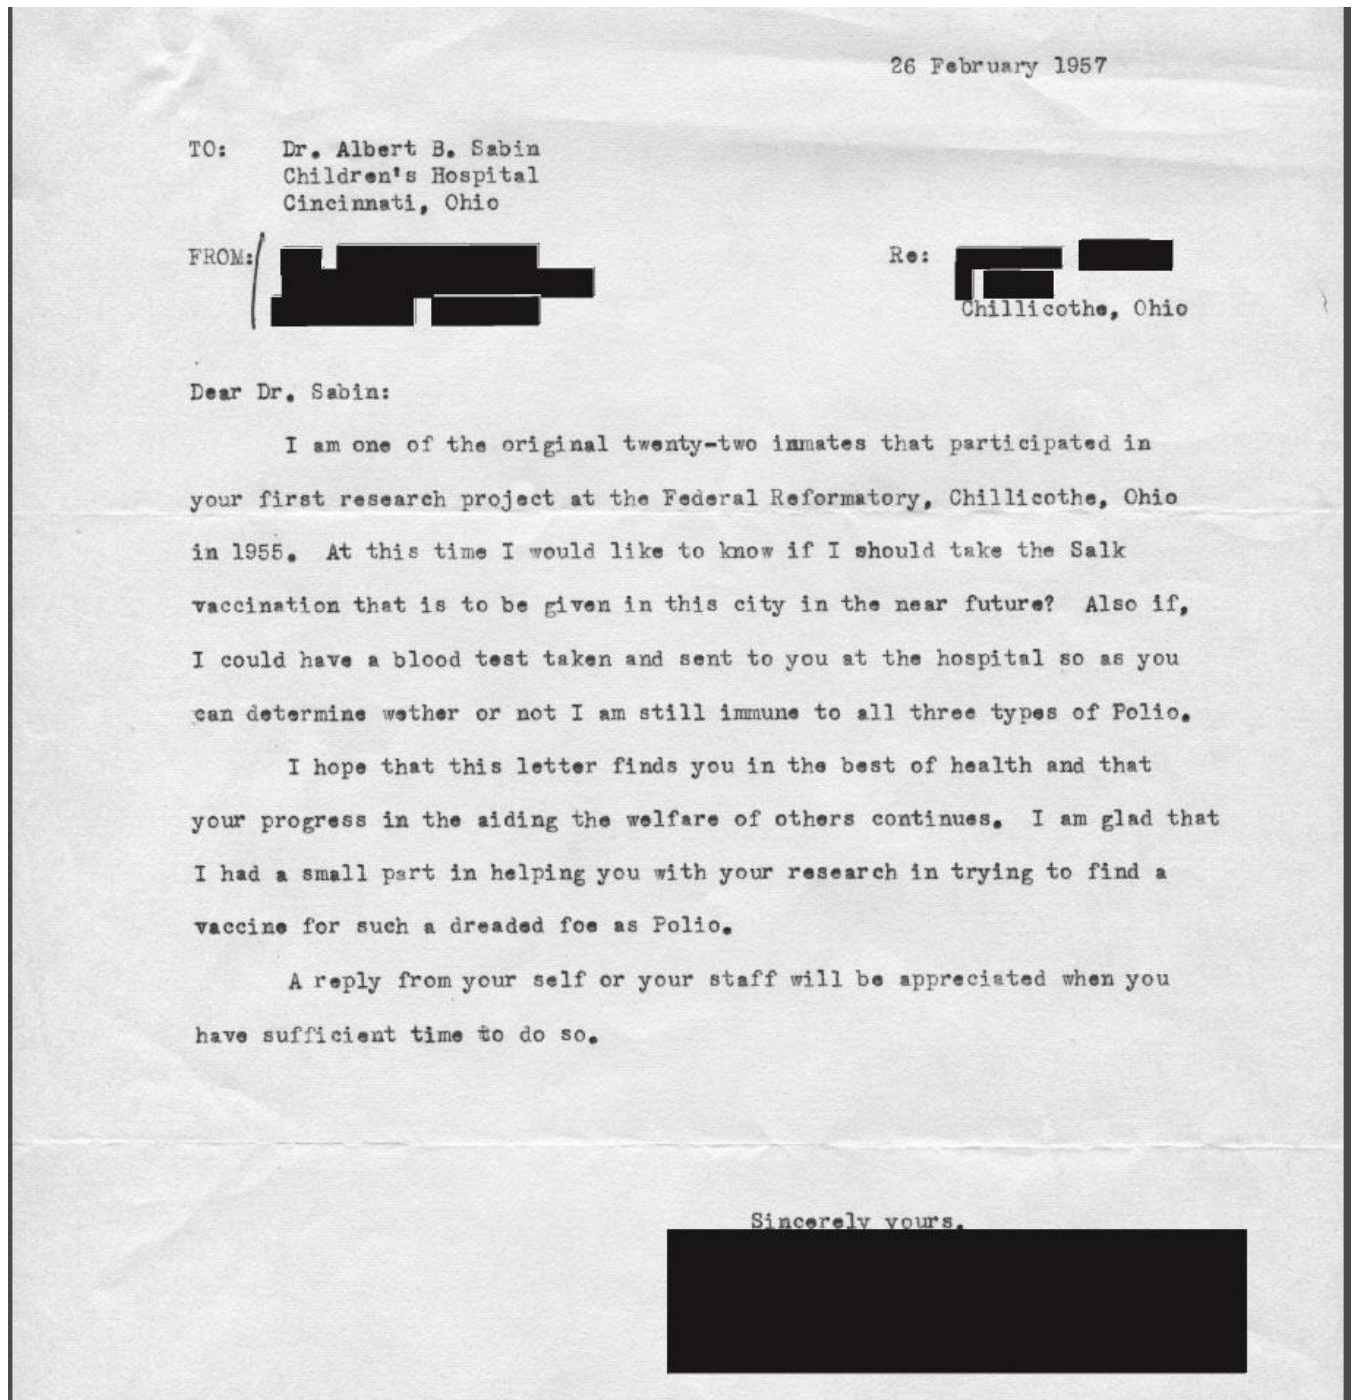 26 February 1957
TO: Dr. Albert B. Sabin
Children's Hospital
Cincinnati, Ohio
FROM:
Re:
Chillicothe, Ohio
Dear Dr. Sabin:
I am one of the original twenty-two inmates that participated in
your first research project at the Federal Reformatory, Chillicothe, Ohio
in 1955. At this time I would like to know if I should take the Salk
vaccination that is to be given in this city in the near future? Also if,
I could have a blood test taken and sent to you at the hospital so as you
can determine wether or not I am still immune to all three types of Polio.
I hope that this letter finds you in the best of health and that
your progress in the aiding the welfare of others continues. I am glad that
I had a small part in helping you with your research in trying to find a
vaccine for such a dreaded foe as Polio.
A reply from your self or your staff will be appreciated when you
have sufficient time to do so.
Sincerely yours,